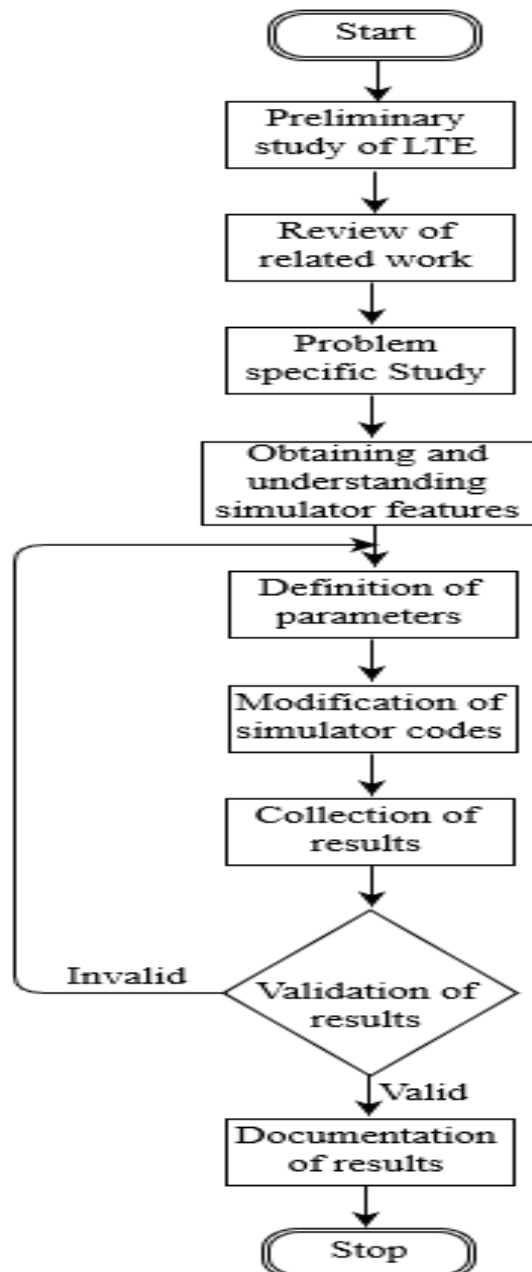 Start
Preliminary
study of LTE
Review of
related work
Problem
specific Study
Obtaining and
understanding
simulator features
Definition of
parameters
Modification of
simulator codes
Collection of
results
Invalid
Validation of
results
Valid
Documentation
of results
Stop